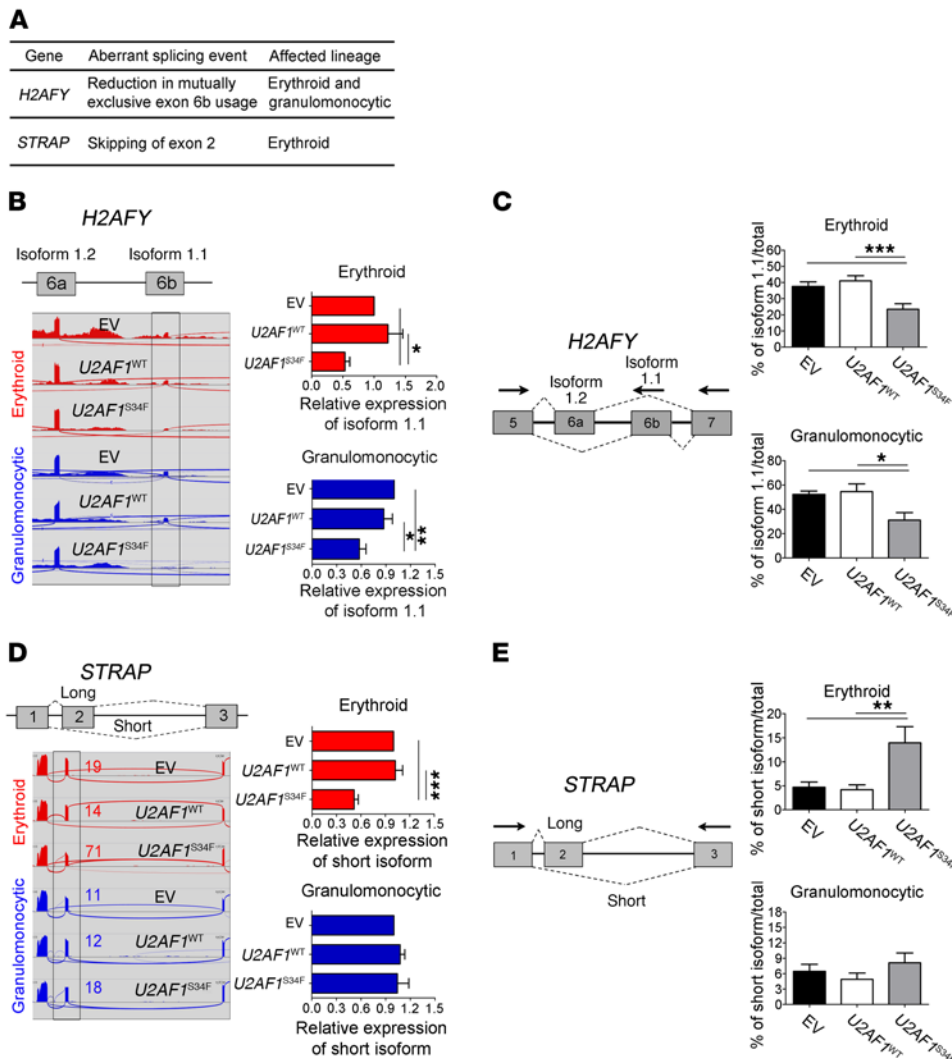 A
Gene Aberrant splicing event Affected lineage
H2AFY Reduction in mutually exclusive exon 6b usage Erythroid and granulomonocytic
STRAP Skipping of exon 2 Erythroid
B
H2AFY
Isoform 1.2 Isoform 1.1
6a 6b
Erythroid
EV
U2AF1WT
U2AF1S34F
Granulomonocytic
EV
U2AF1WT
U2AF1S34F
Erythroid
EV
U2AF1WT
U2AF1S34F
*
0.0 0.5 1.0 1.5 2.0
Relative expression
of isoform 1.1
Granulomonocytic
EV
U2AF1WT
U2AF1S34F
*
**
0.0 0.3 0.6 0.9 1.2 1.5
Relative expression
of isoform 1.1
C
H2AFY
Isoform
1.2
Isoform
1.1
5 6a 6b 7
Erythroid
***
% of isoform 1.1/total
60
50
40
30
20
10
0
EV U2AF1WT U2AF1S34F
Granulomonocytic
*
% of isoform 1.1/total
80
60
40
20
0
EV U2AF1WT U2AF1S34F
D
STRAP
Long
1 2 3
Short
Erythroid
19 EV
14 U2AF1WT
71 U2AF1S34F
Granulomonocytic
11 EV
12 U2AF1WT
18 U2AF1S34F
Erythroid
EV
U2AF1WT
U2AF1S34F
***
0.0 0.3 0.6 0.9 1.2 1.5
Relative expression
of short isoform
Granulomonocytic
EV
U2AF1WT
U2AF1S34F
0.0 0.3 0.6 0.9 1.2 1.5
Relative expression
of short isoform
E
STRAP
Long
1 2 3
Short
Erythroid
**
% of short isoform/total
20
15
10
5
0
EV U2AF1WT U2AF1S34F
Granulomonocytic
% of short isoform/total
18
15
12
9
6
3
0
EV U2AF1WT U2AF1S34F